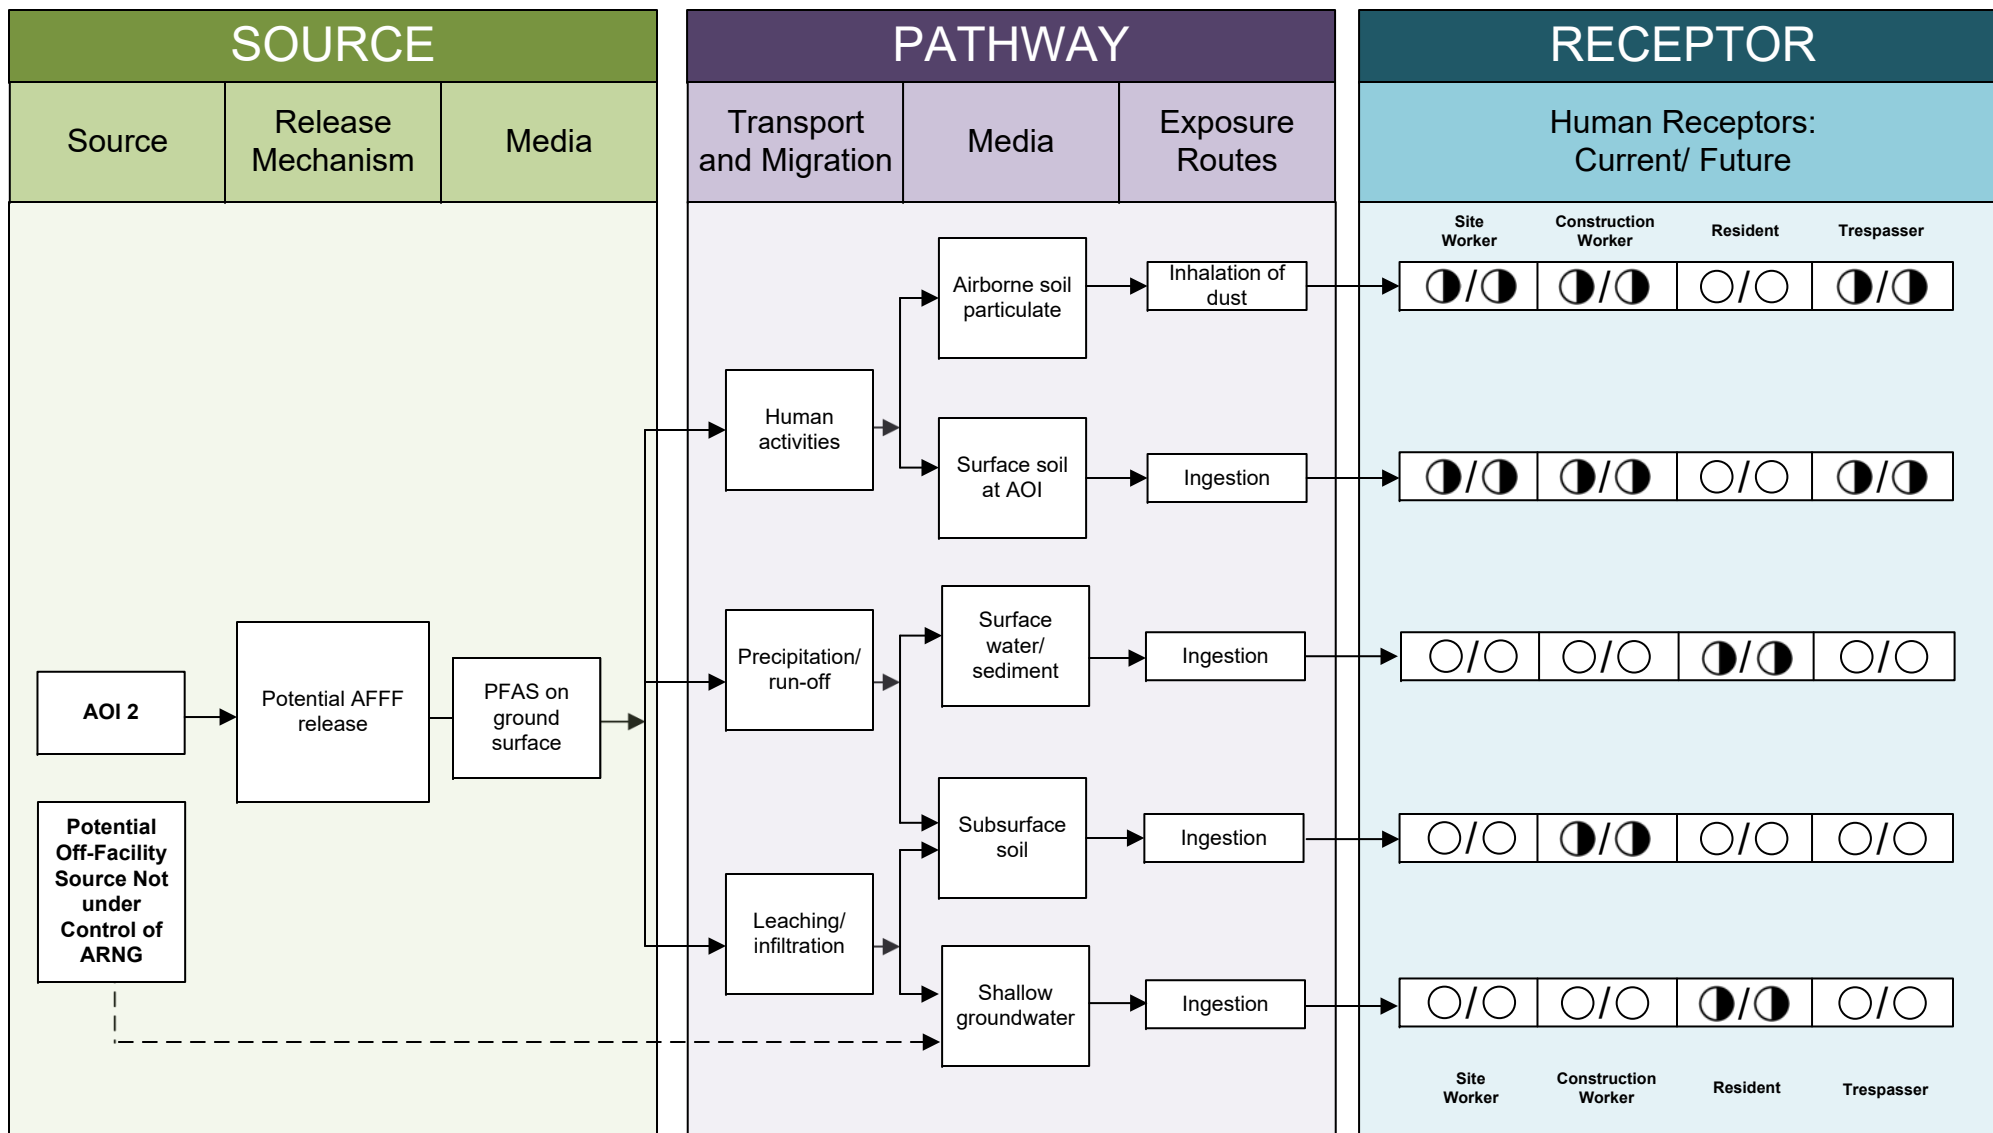 SOURCE
PATHWAY
RECEPTOR
Source
Release
Mechanism
Media
Transport
and Migration
Media
Exposure
Routes
Human Receptors:
Current/ Future
Site
Worker
Construction
Worker
Resident
Trespasser
Airborne soil
particulate
Inhalation of
dust
/
/
/
/
Human
activities
Surface soil
at AOI
Ingestion
/
/
/
/
Precipitation/
run-off
Surface
water/
sediment
Ingestion
/
/
/
/
AOI 2
Potential AFFF
release
PFAS on
ground
surface
Potential
Off-Facility
Source Not
under
Control of
ARNG
Subsurface
soil
Ingestion
/
/
/
/
Leaching/
infiltration
Shallow
groundwater
Ingestion
/
/
/
/
Site
Worker
Construction
Worker
Resident
Trespasser